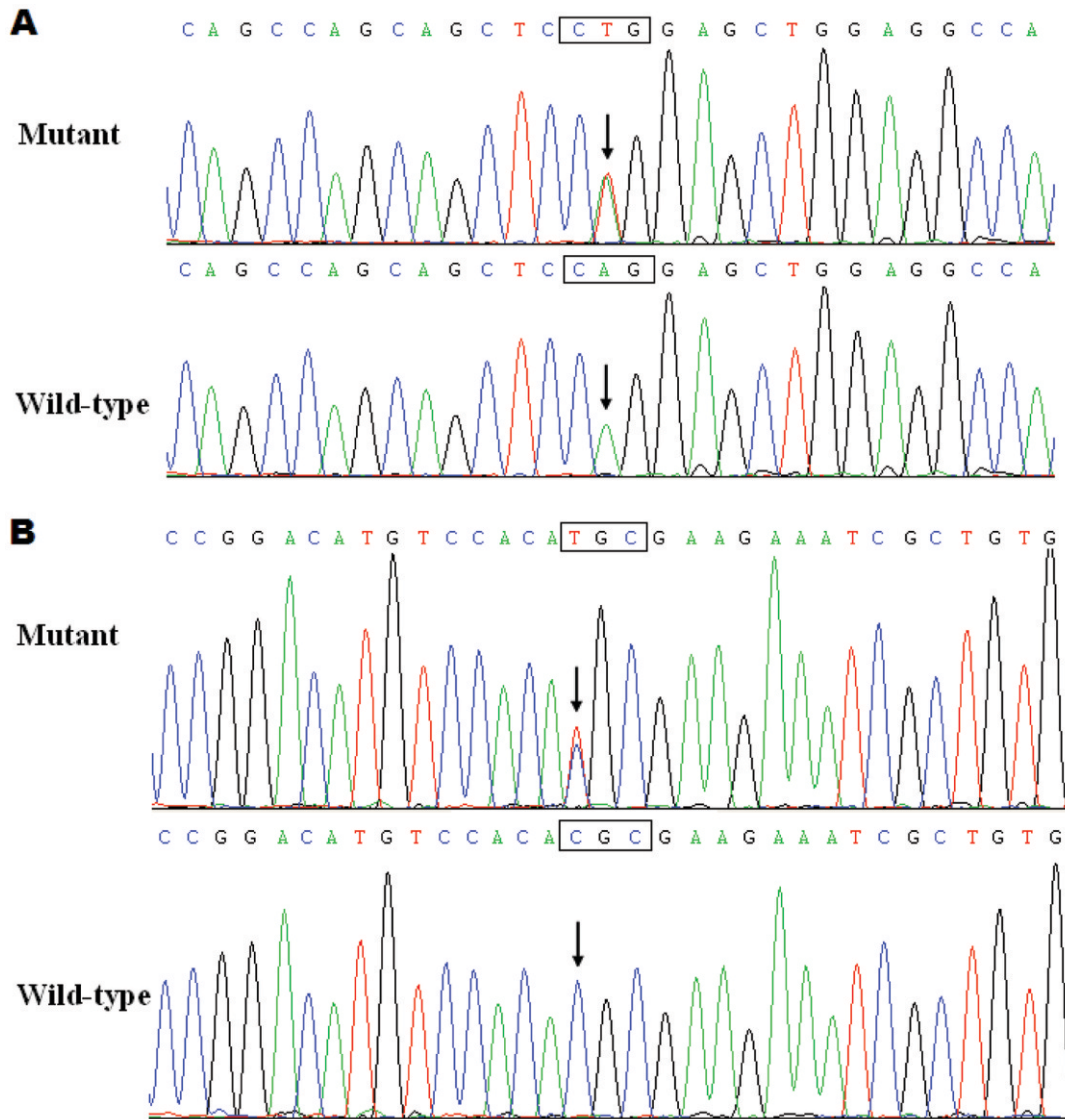 A
C A G C C A G C A G C T C C T G G A G C T G G A G G C C A
Mutant
C A G C C A G C A G C T C C A G G A G C T G G A G G C C A
Wild-type
B
C C G G A C A T G T C C A C A T G C G A A G A A A T C G C T G T G
Mutant
C C G G A C A T G T C C A C A C G C G A A G A A A T C G C T G T G
Wild-type